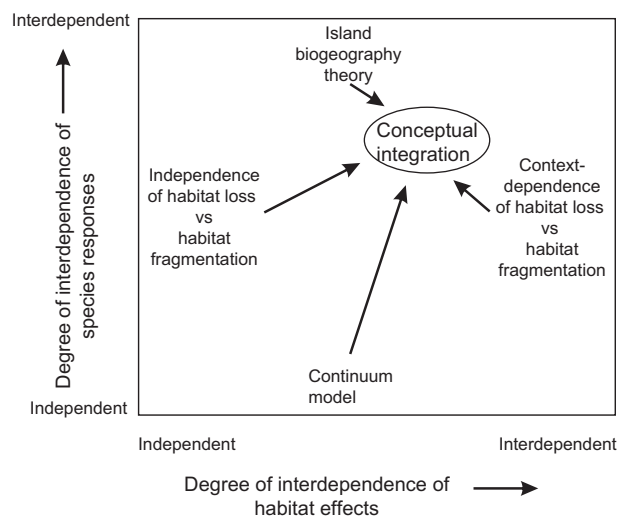 Interdependent
Island
biogeography
theory
Conceptual
integration
Independence
of habitat loss
vs
habitat
fragmentation
Context-
dependence
of habitat loss
vs
habitat
fragmentation
Degree of interdependence of
species responses
Continuum
model
Independent
Independent
Interdependent
Degree of interdependence of
habitat effects